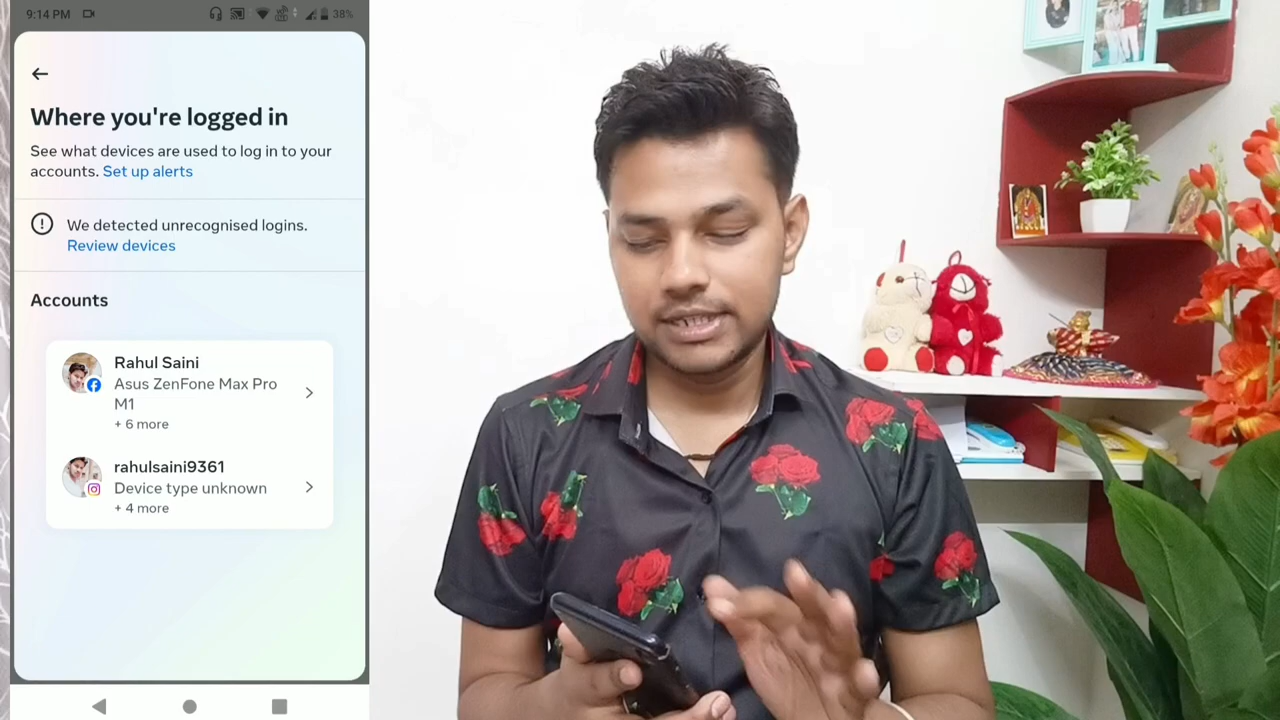 9:14 PM
38%
Where you're logged in
See what devices are used to log in to your
accounts. Set up alerts
We detected unrecognised logins.
Review devices
Accounts
Rahul Saini
Asus ZenFone Max Pro
M1
+ 6 more
rahulsaini9361
Device type unknown
+ 4 more